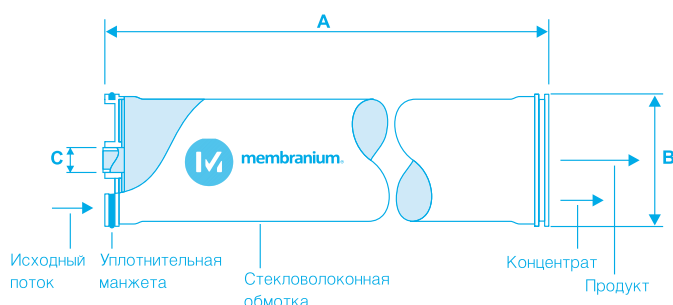 A
C
membranium®
B
Исходный
поток
Уплотнительная
манжета
Стекловолоконная
обмотка
Концентрат
Продукт